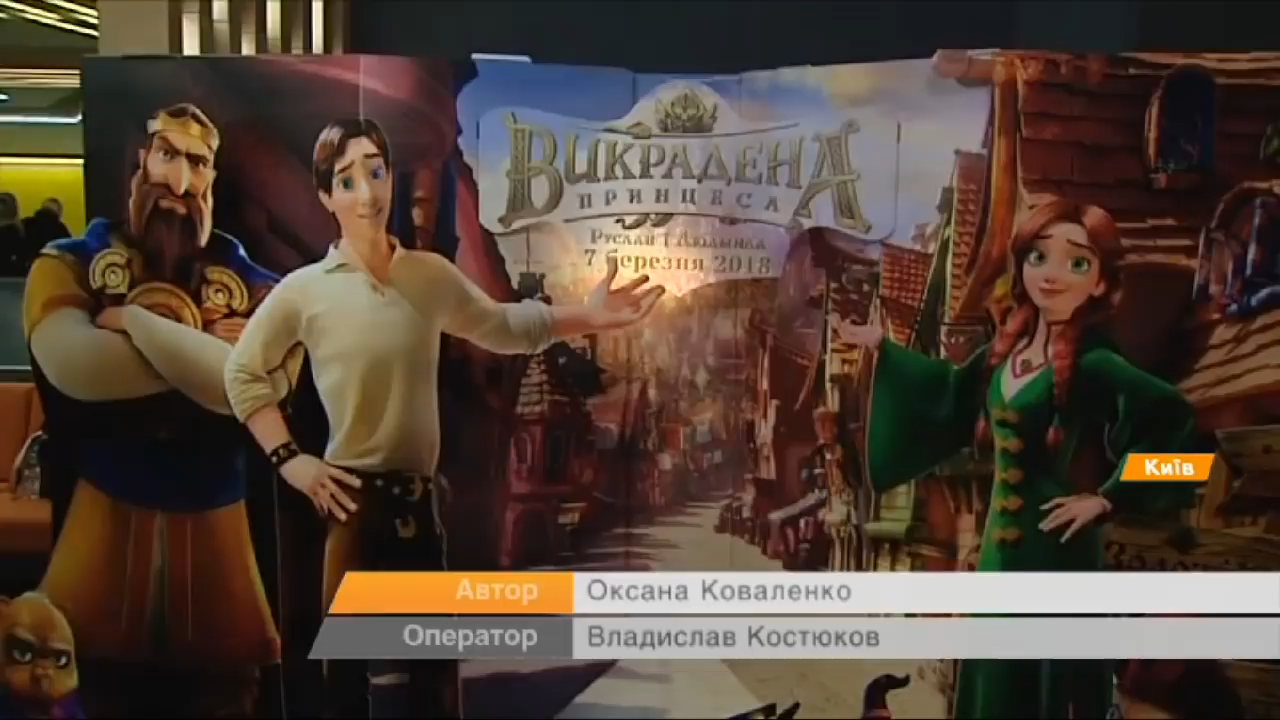 ВИКРАДЕНА
ПРИНЦЕСА
Руслан і Людмила
7 березня 2018
Київ
Автор Оксана Коваленко
Оператор Владислав Костюков